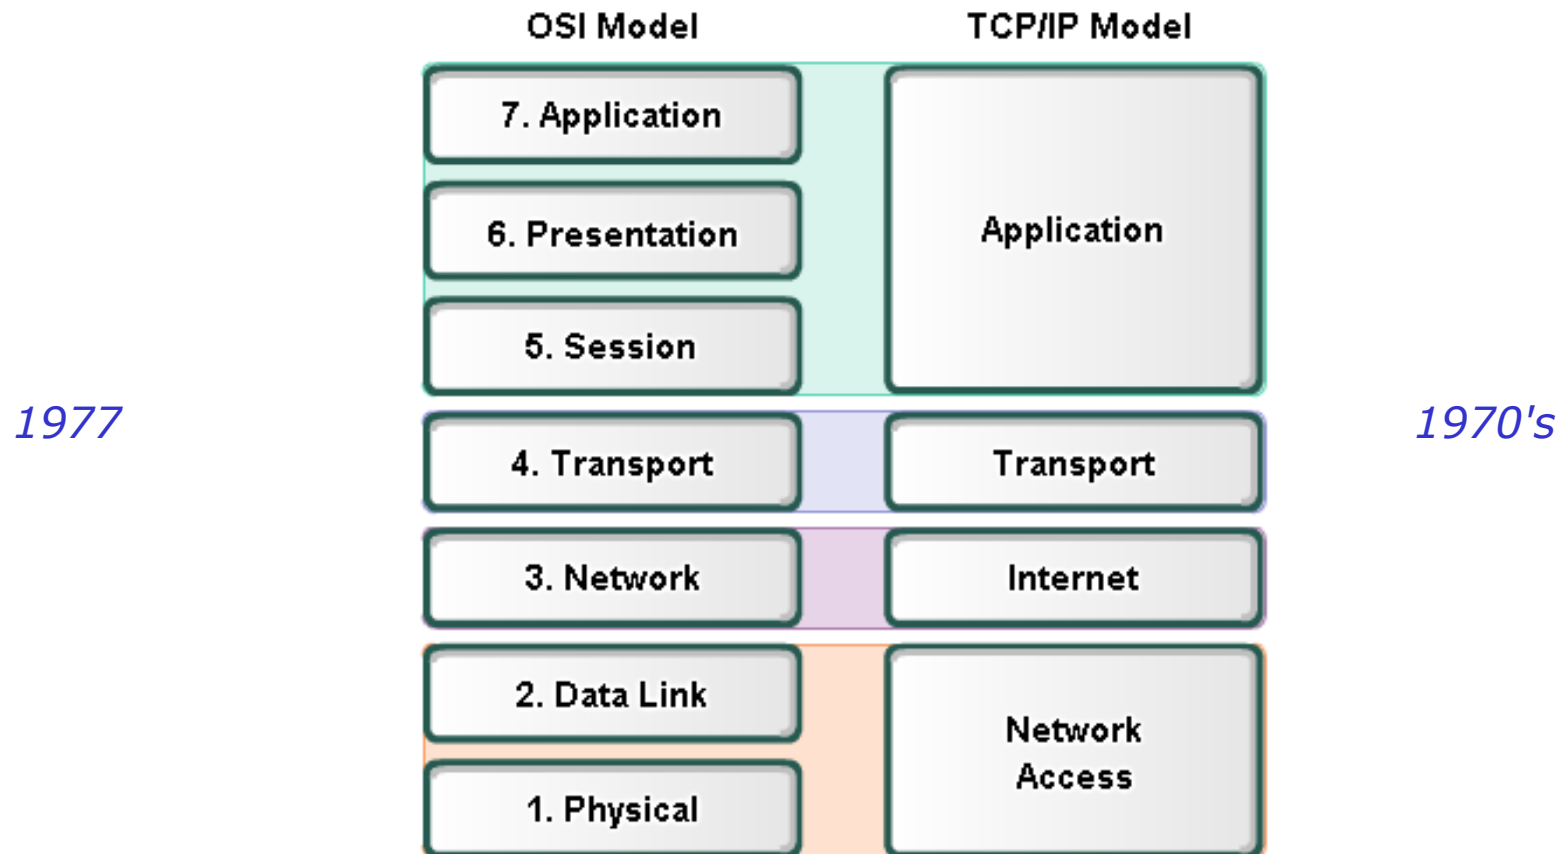 OSI Model
TCP/IP Model
7. Application
6. Presentation
5. Session
Application
1977
4. Transport
Transport
1970's
3. Network
Internet
2. Data Link
1. Physical
Network
Access